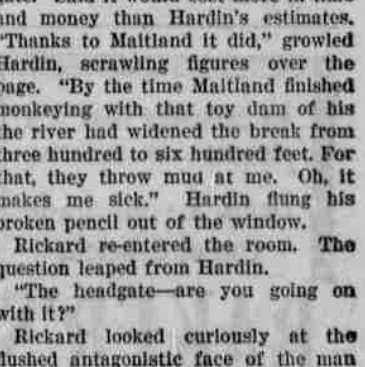 and money than Hardin's estimates.
"Thanks to Maitland it did," growled
Hardin, scrawling figures over the
page. "By the time Maitland finished
monkeying with that toy dam of his
the river had widened the break from
three hundred to six hundred feet. For
that, they throw mud at me. Oh, it
makes me sick." Hardin flung his
broken pencil out of the window.
Rickard re-entered the room. The
question leaped from Hardin.
"The headgate—are you going on
with it?"
Rickard looked curiously at the
flushed antagonistic face of the man